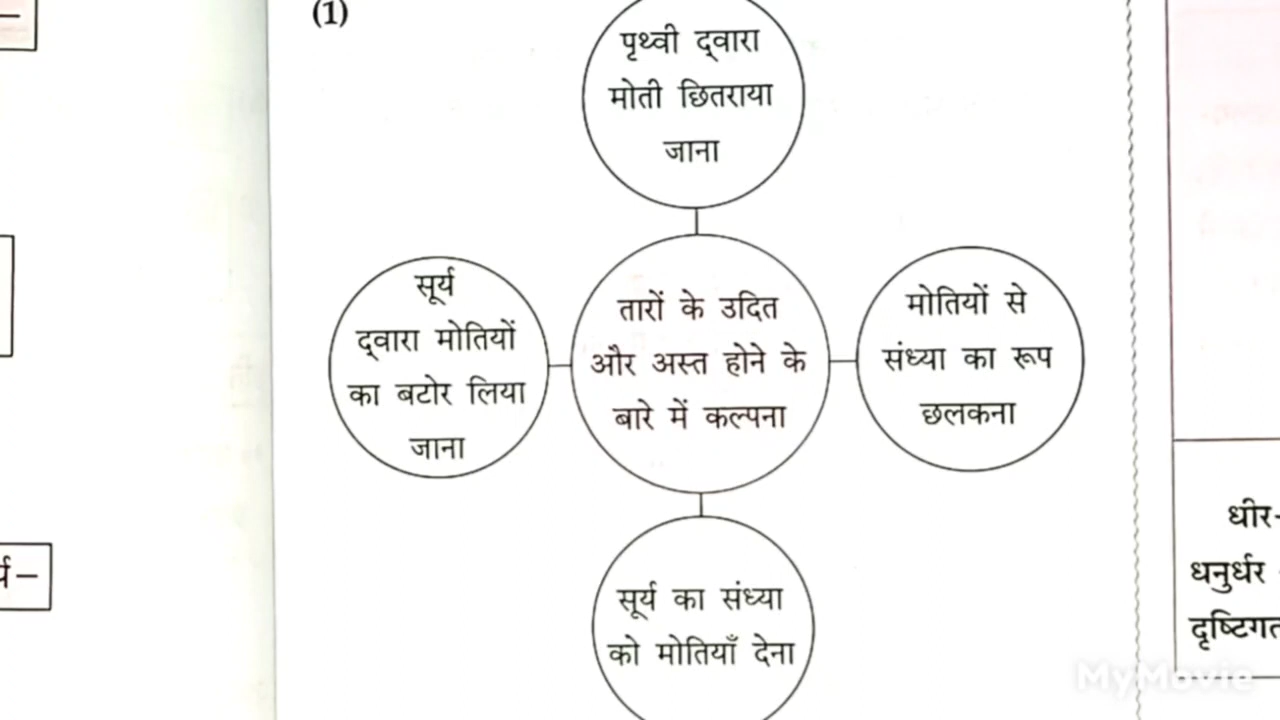 (1)
पृथ्वी द्वारा
मोती छितराया
जाना
सूर्य
द्वारा मोतियों
का बटोर लिया
जाना
तारों के उदित
और अस्त होने के
बारे में कल्पना
मोतियों से
संध्या का रूप
छलकना
सूर्य का संध्या
को मोतियाँ देना
धीर-
धनुर्धर
दृष्टिगत
MyMovie